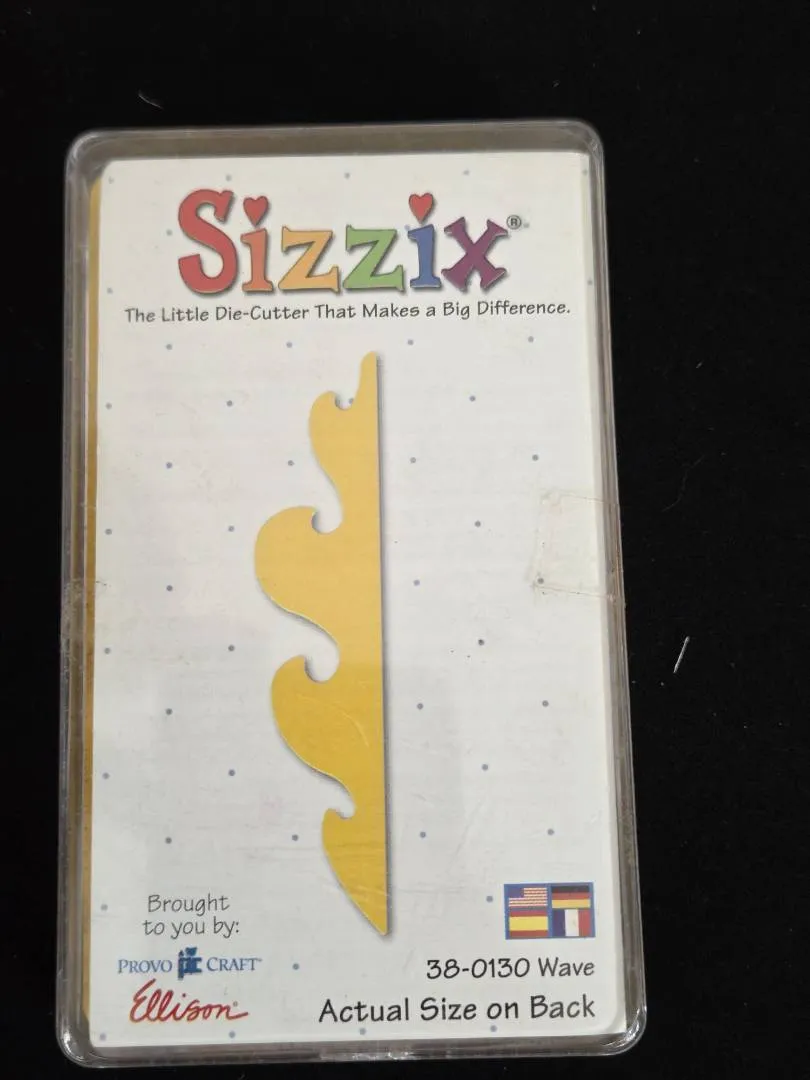 Sizzix®
The Little Die-Cutter That Makes a Big Difference.
Brought
to you by:
PROVO PC CRAFT
Ellison
38-0130 Wave
Actual Size on Back